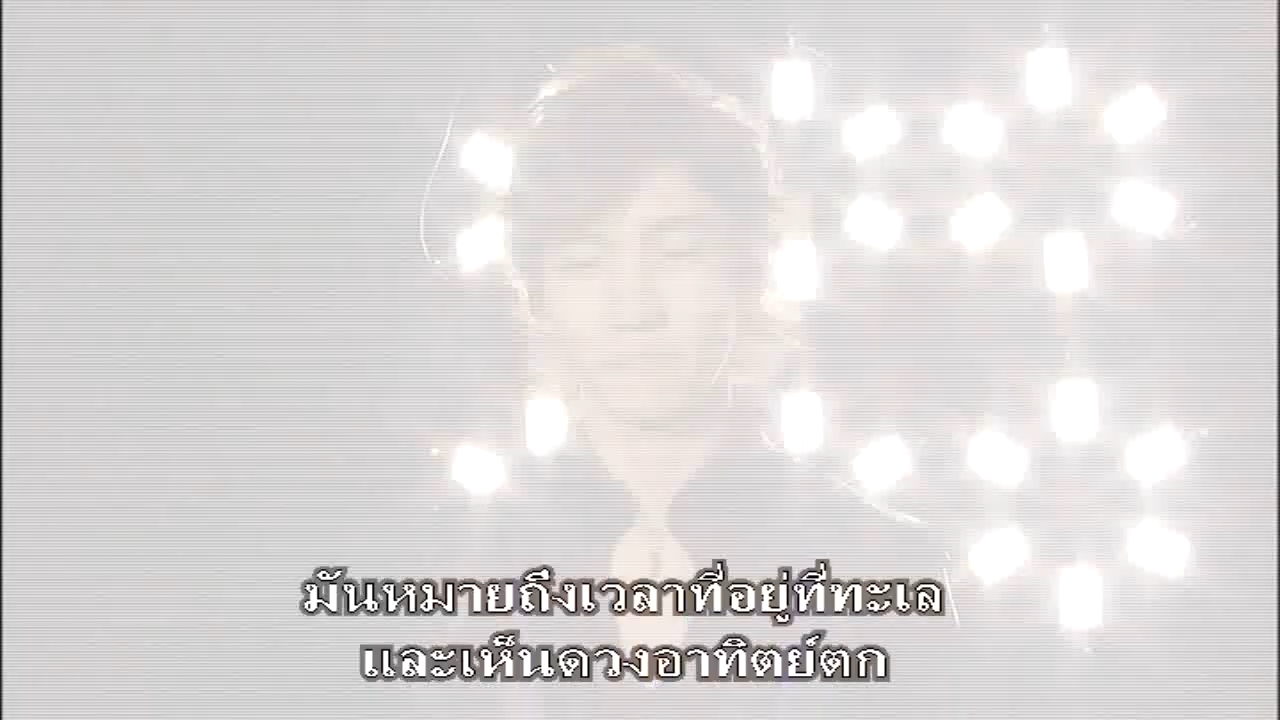 มันหมายถึงเวลาที่อยู่ที่ทะเล
และเห็นดวงอาทิตย์ตก